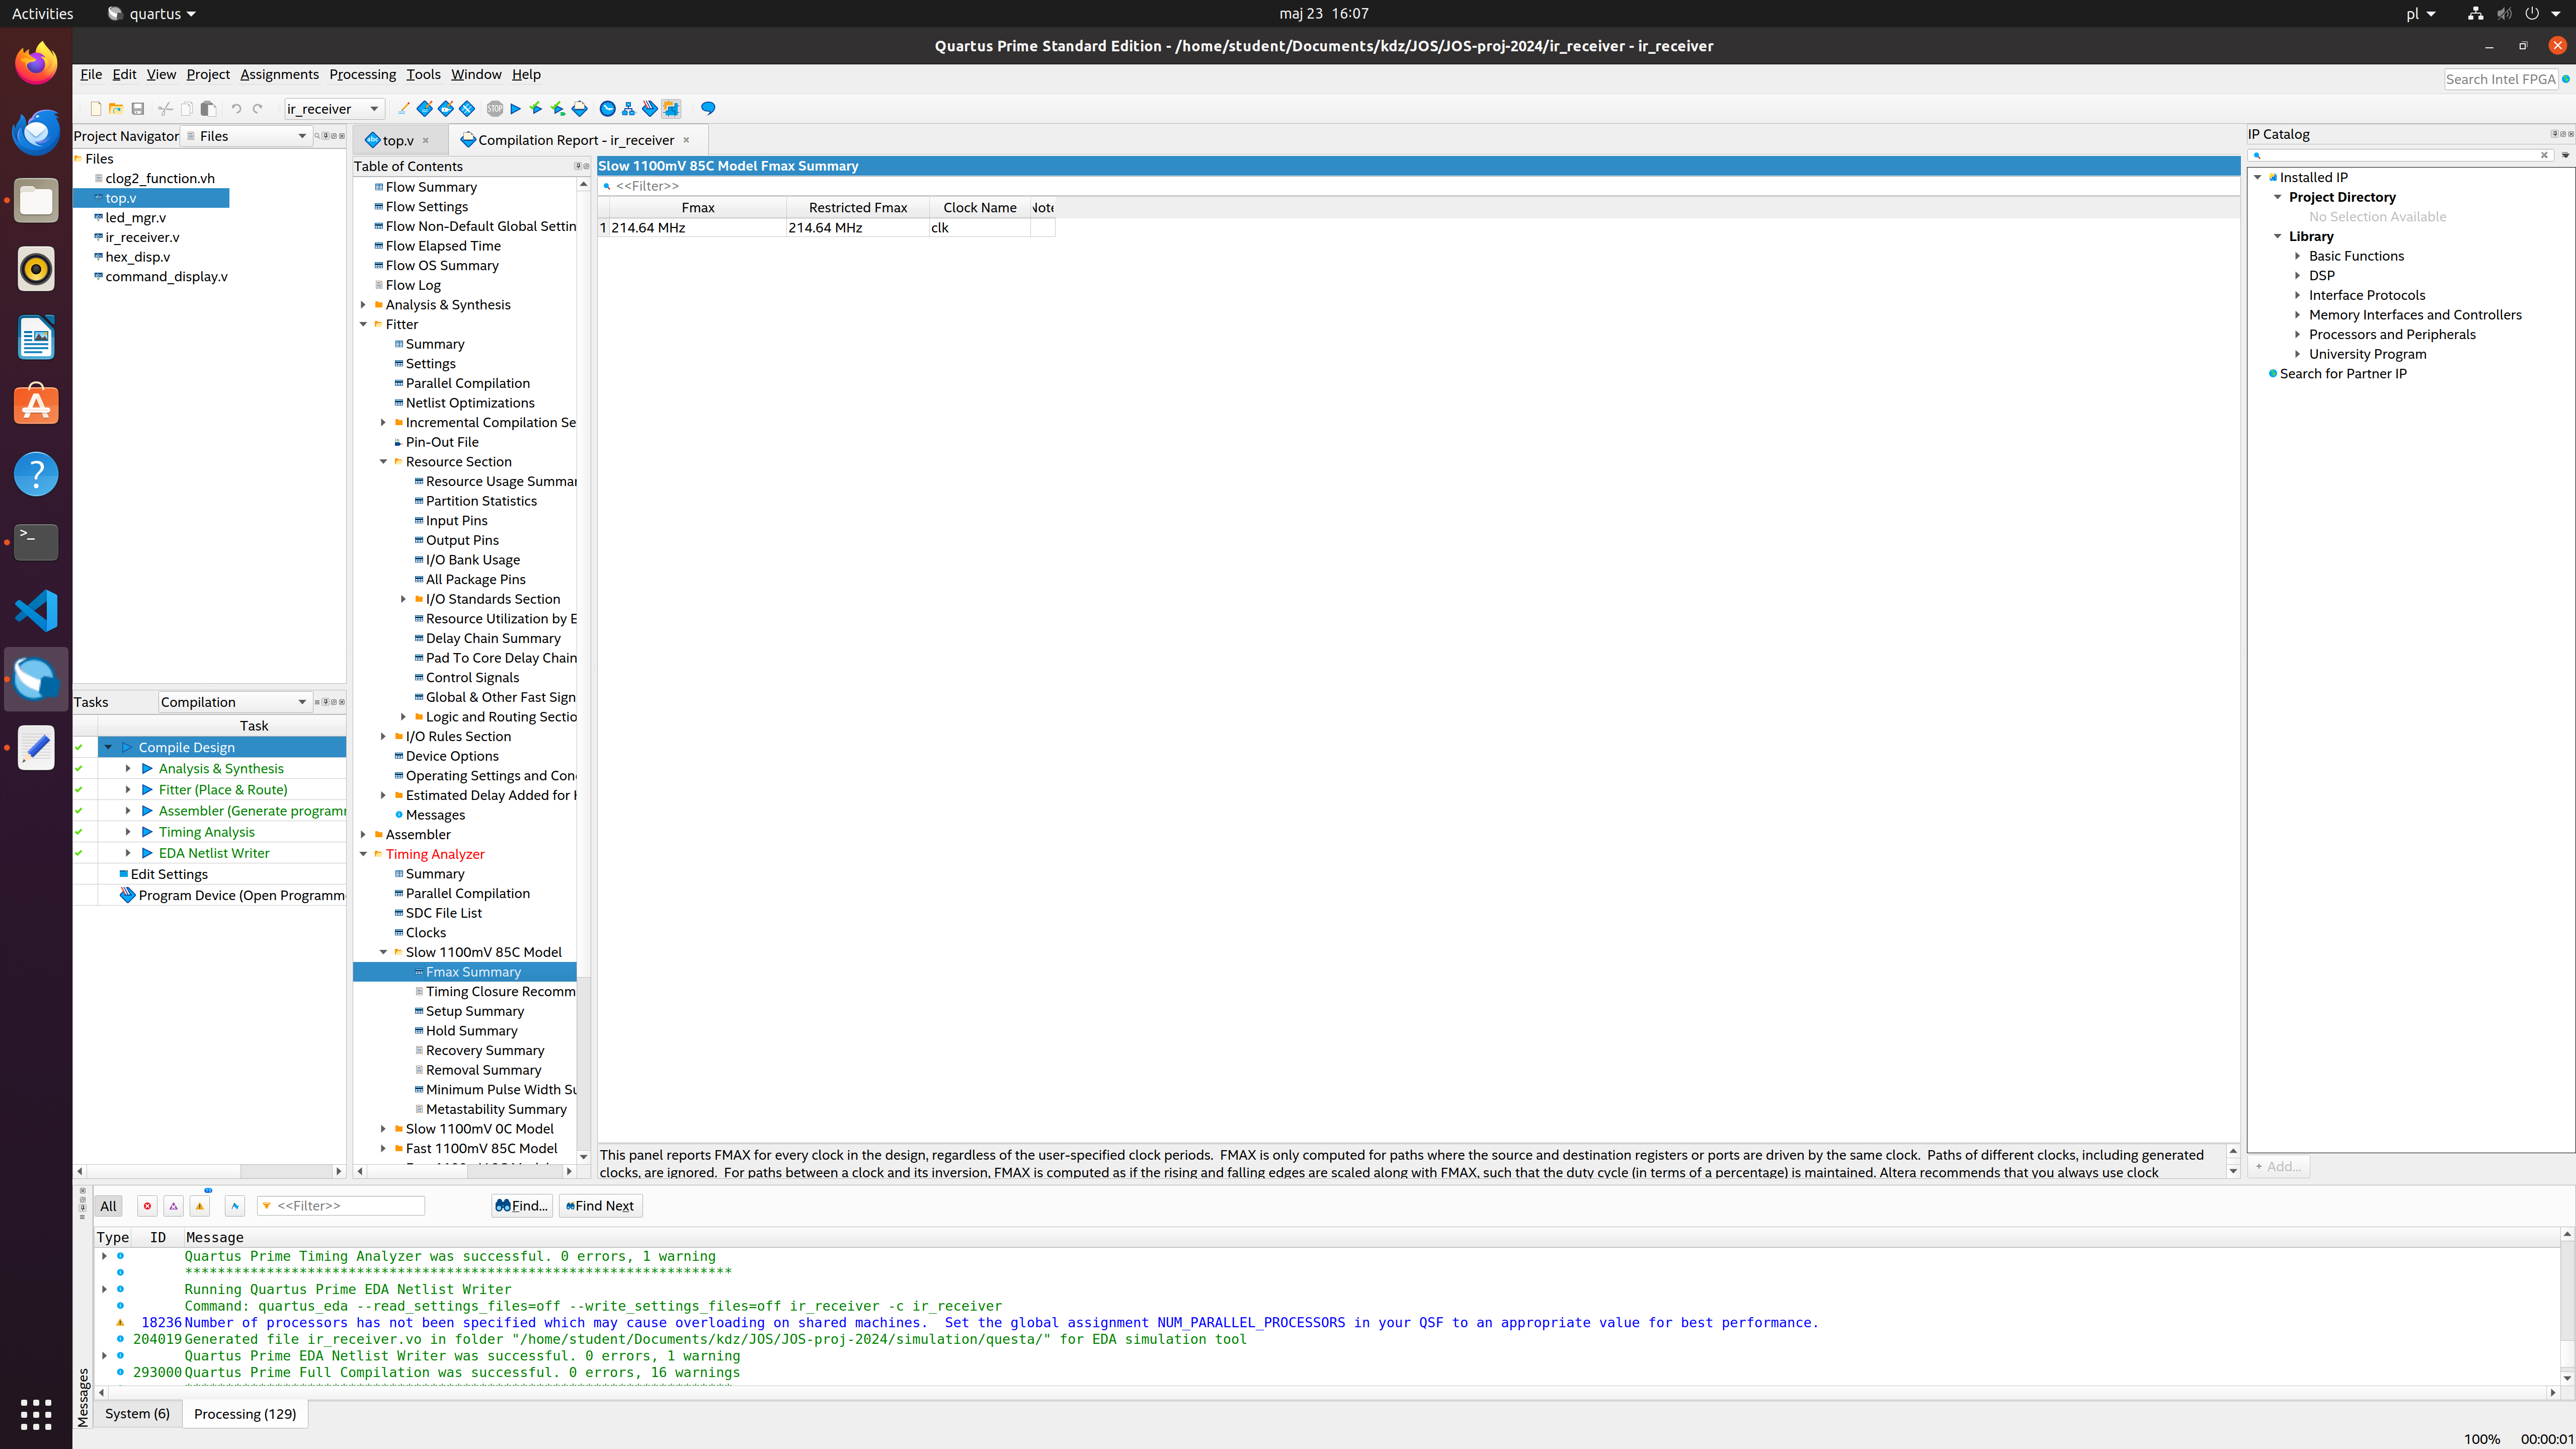 Activities quartus maj 23 16:07 pl
Quartus Prime Standard Edition - /home/student/Documents/kdz/JOS/JOS-proj-2024/ir_receiver - ir_receiver
File Edit View Project Assignments Processing Tools Window Help
Search Intel FPGA
ir_receiver
STOP
Project Navigator Files
Files
clog2_function.vh
top.v
led_mgr.v
ir_receiver.v
hex_disp.v
command_display.v
Tasks Compilation
Task
Compile Design
Analysis & Synthesis
Fitter (Place & Route)
Assembler (Generate programm
Timing Analysis
EDA Netlist Writer
Edit Settings
Program Device (Open Programme
top.v
Compilation Report - ir_receiver
Table of Contents
Flow Summary
Flow Settings
Flow Non-Default Global Settin
Flow Elapsed Time
Flow OS Summary
Flow Log
Analysis & Synthesis
Fitter
Summary
Settings
Parallel Compilation
Netlist Optimizations
Incremental Compilation Se
Pin-Out File
Resource Section
Resource Usage Summar
Partition Statistics
Input Pins
Output Pins
I/O Bank Usage
All Package Pins
I/O Standards Section
Resource Utilization by E
Delay Chain Summary
Pad To Core Delay Chain
Control Signals
Global & Other Fast Sign
Logic and Routing Sectio
I/O Rules Section
Device Options
Operating Settings and Con
Estimated Delay Added for H
Messages
Assembler
Timing Analyzer
Summary
Parallel Compilation
SDC File List
Clocks
Slow 1100mV 85C Model
Fmax Summary
Timing Closure Recomm
Setup Summary
Hold Summary
Recovery Summary
Removal Summary
Minimum Pulse Width Su
Metastability Summary
Slow 1100mV 0C Model
Fast 1100mV 85C Model
Slow 1100mV 85C Model Fmax Summary
<<Filter>>
Fmax Restricted Fmax Clock Name Note
1 214.64 MHz 214.64 MHz clk
This panel reports FMAX for every clock in the design, regardless of the user-specified clock periods.  FMAX is only computed for paths where the source and destination registers or ports are driven by the same clock.  Paths of different clocks, including generated
clocks, are ignored.  For paths between a clock and its inversion, FMAX is computed as if the rising and falling edges are scaled along with FMAX, such that the duty cycle (in terms of a percentage) is maintained. Altera recommends that you always use clock
IP Catalog
Installed IP
Project Directory
No Selection Available
Library
Basic Functions
DSP
Interface Protocols
Memory Interfaces and Controllers
Processors and Peripherals
University Program
Search for Partner IP
+ Add...
All <<Filter>> Find... Find Next
Type ID Message
Quartus Prime Timing Analyzer was successful. 0 errors, 1 warning
*******************************************************************
Running Quartus Prime EDA Netlist Writer
Command: quartus_eda --read_settings_files=off --write_settings_files=off ir_receiver -c ir_receiver
18236 Number of processors has not been specified which may cause overloading on shared machines.  Set the global assignment NUM_PARALLEL_PROCESSORS in your QSF to an appropriate value for best performance.
204019 Generated file ir_receiver.vo in folder "/home/student/Documents/kdz/JOS/JOS-proj-2024/simulation/questa/" for EDA simulation tool
Quartus Prime EDA Netlist Writer was successful. 0 errors, 1 warning
293000 Quartus Prime Full Compilation was successful. 0 errors, 16 warnings
Messages
System (6) Processing (129)
100% 00:00:01